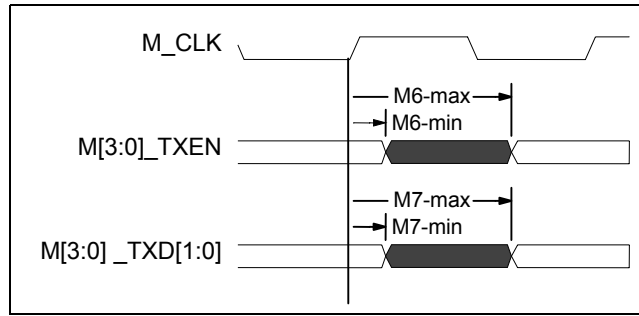 M_CLK
M6-max
M6-min
M[3:0]_TXEN
M7-max
M7-min
M[3:0] _TXD[1:0]